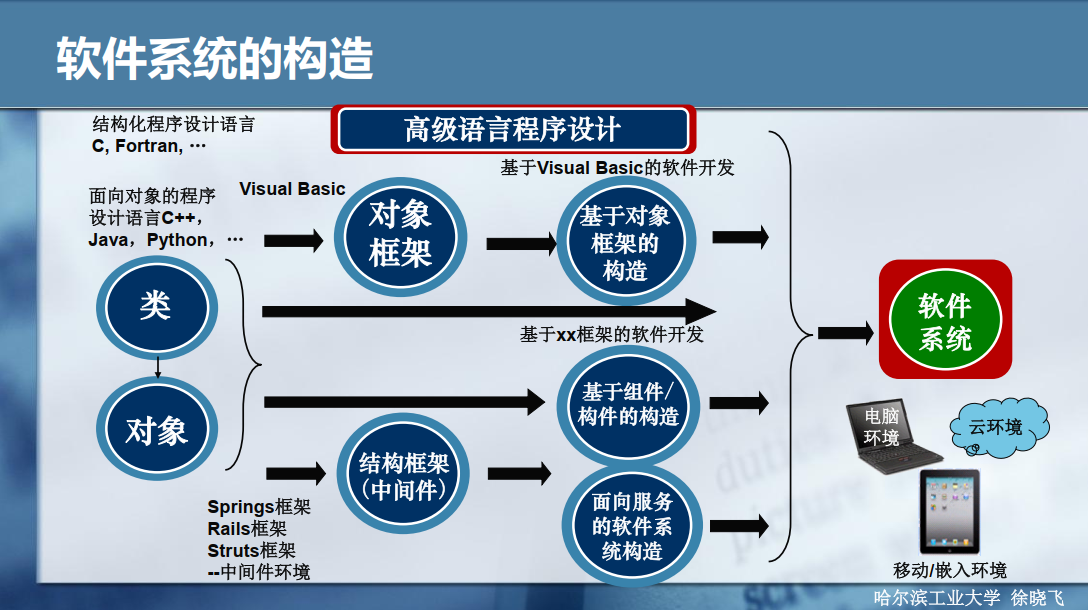 软件系统的构造
高级语言程序设计
结构化程序设计语言
C, Fortran, …
面向对象的程序
设计语言C++，
Java，Python，…
Visual Basic
对象
框架
基于Visual Basic的软件开发
基于对象
框架的
构造
类
对象
基于xx框架的软件开发
基于组件/
构件的构造
结构框架
（中间件）
面向服务
的软件系
统构造
Springs框架
Rails框架
Struts框架
--中间件环境
软件
系统
电脑
环境
云环境
移动/嵌入环境
哈尔滨工业大学 徐晓飞